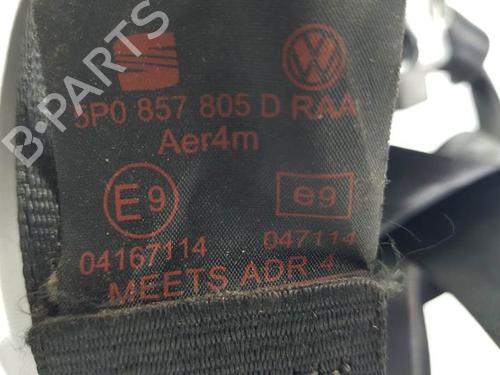 5P0 857 805 D RAA
Aer4m
E9 e9
04167114 047114
MEETS ADR 4
B-PARTS